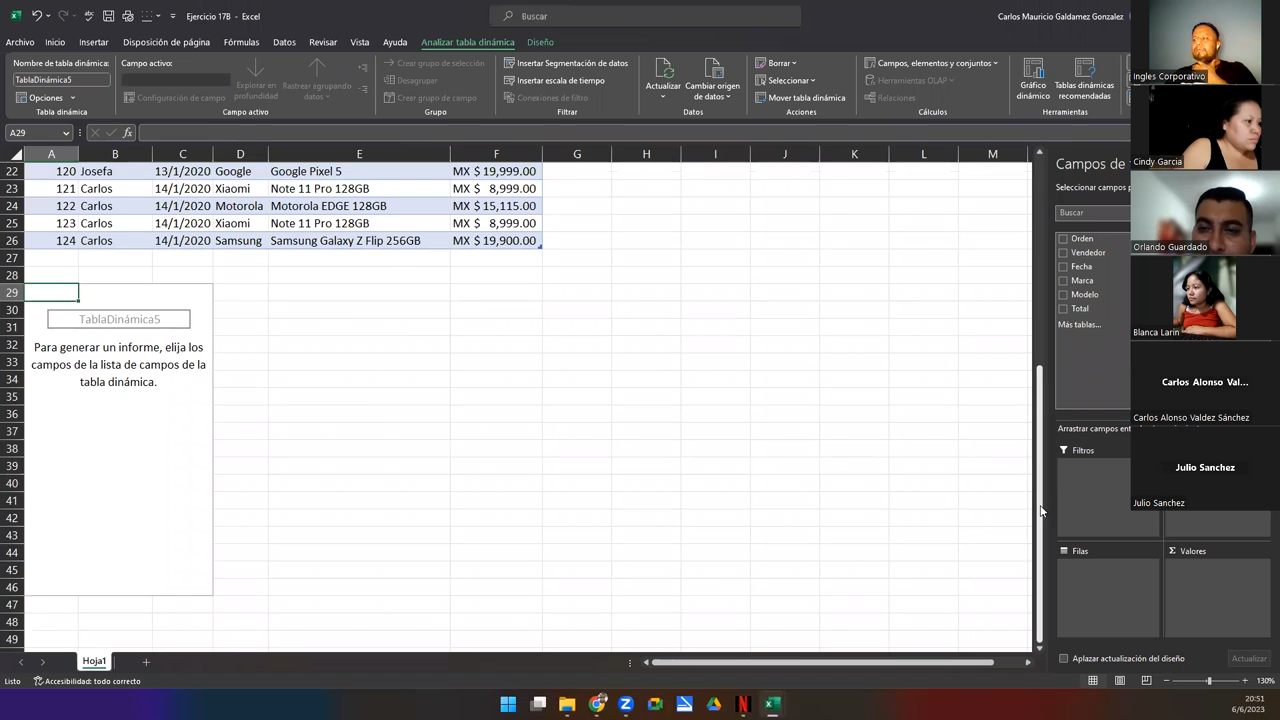 Ejercicio 17B - Excel
Buscar
Carlos Mauricio Galdamez Gonzalez
Archivo Inicio Insertar Disposición de página Fórmulas Datos Revisar Vista Ayuda Analizar tabla dinámica Diseño
Nombre de tabla dinámica:
TablaDinámica5
Opciones
Tabla dinámica
Campo activo:
Configuración de campo
Explorar en profundidad
Rastrear agrupando datos
Campo activo
Crear grupo de selección
Desagrupar
Crear grupo de campo
Grupo
Insertar Segmentación de datos
Insertar escala de tiempo
Conexiones de filtro
Filtrar
Actualizar
Cambiar origen de datos
Datos
Borrar
Seleccionar
Mover tabla dinámica
Acciones
Campos, elementos y conjuntos
Herramientas OLAP
Relaciones
Cálculos
Gráfico dinámico
Tablas dinámicas recomendadas
Herramientas
A29
fx
A B C D E F G H I J K L M
22 120 Josefa 13/1/2020 Google Google Pixel 5 MX $ 19,999.00
23 121 Carlos 14/1/2020 Xiaomi Note 11 Pro 128GB MX $ 8,999.00
24 122 Carlos 14/1/2020 Motorola Motorola EDGE 128GB MX $ 15,115.00
25 123 Carlos 14/1/2020 Xiaomi Note 11 Pro 128GB MX $ 8,999.00
26 124 Carlos 14/1/2020 Samsung Samsung Galaxy Z Flip 256GB MX $ 19,900.00
27
28
29
30
31
32
33
34
35
36
37
38
39
40
41
42
43
44
45
46
47
48
49
TablaDinámica5
Para generar un informe, elija los
campos de la lista de campos de la
tabla dinámica.
Campos de
Seleccionar campos p
Buscar
Orden
Vendedor
Fecha
Marca
Modelo
Total
Más tablas...
Arrastrar campos ent
Filtros
Filas
Σ Valores
Aplazar actualización del diseño
Actualizar
Ingles Corporativo
Cindy Garcia
Orlando Guardado
Blanca Larin
Carlos Alonso Val...
Carlos Alonso Valdez Sánchez
Julio Sanchez
Julio Sanchez
Hoja1
Listo
Accesibilidad: todo correcto
130%
20:51
6/6/2023